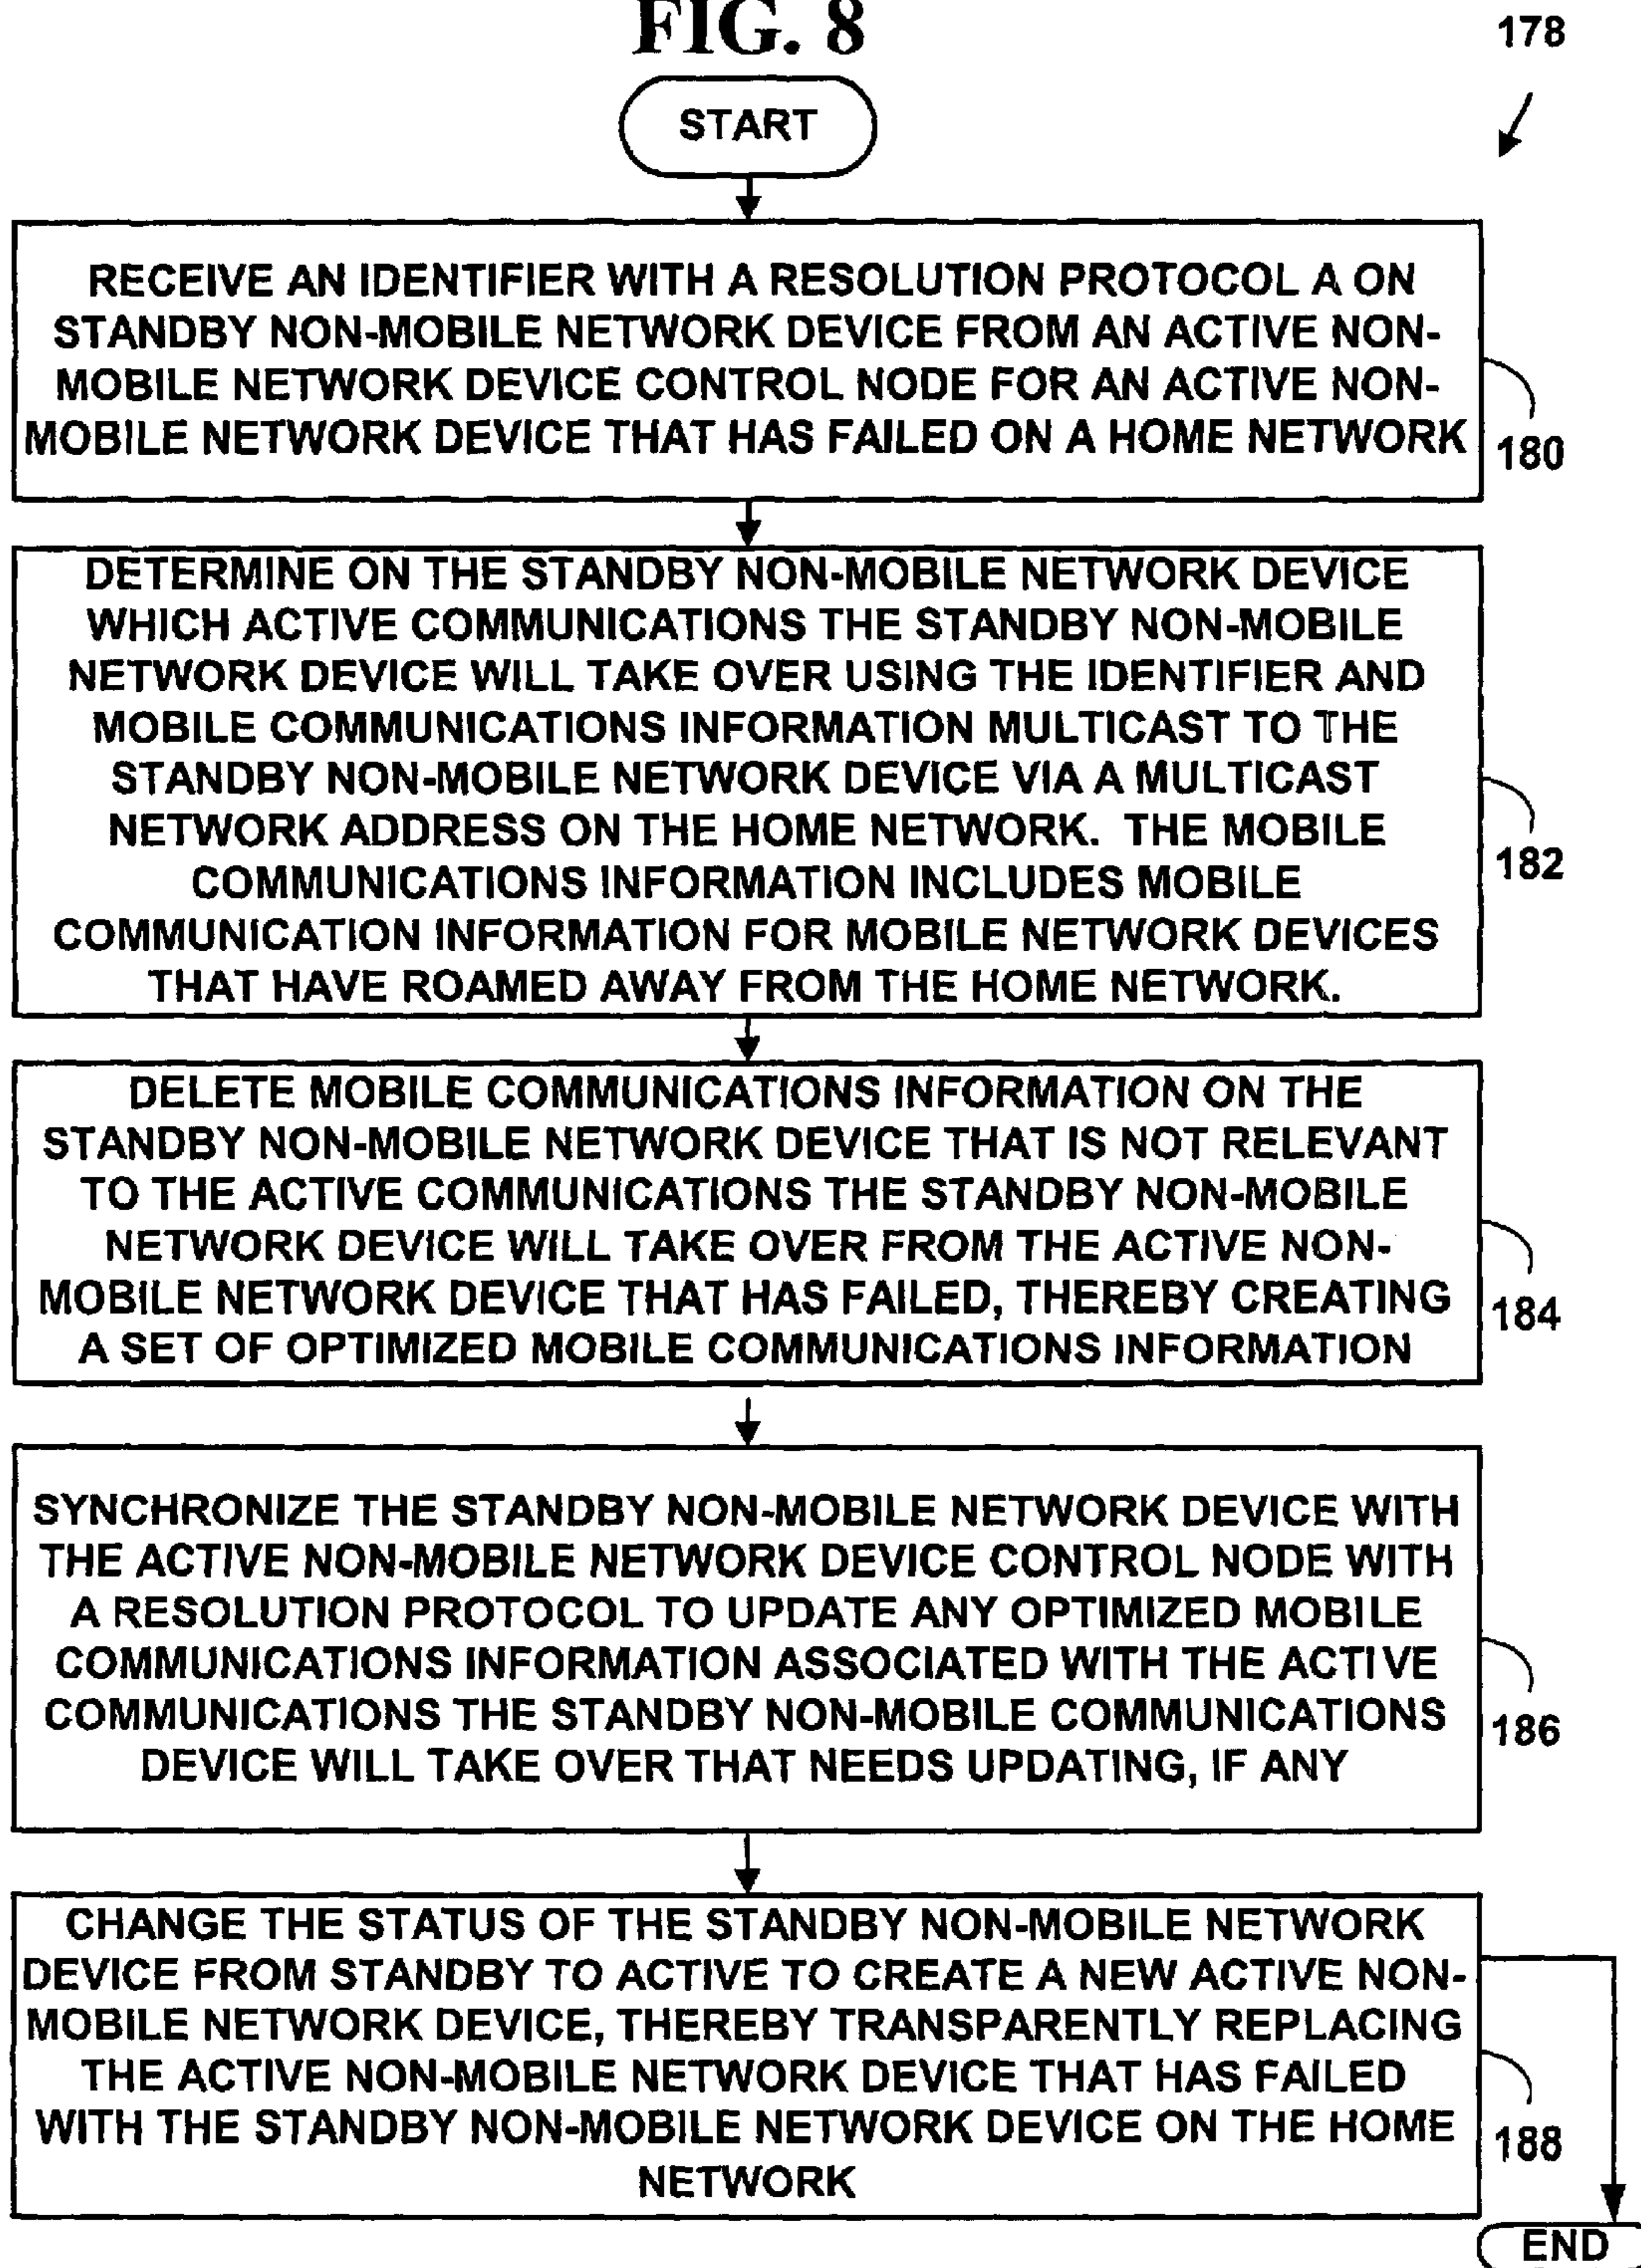 FIG. 8
178
START
RECEIVE AN IDENTIFIER WITH A RESOLUTION PROTOCOL A ON
STANDBY NON-MOBILE NETWORK DEVICE FROM AN ACTIVE NON-
MOBILE NETWORK DEVICE CONTROL NODE FOR AN ACTIVE NON-
MOBILE NETWORK DEVICE THAT HAS FAILED ON A HOME NETWORK
180
DETERMINE ON THE STANDBY NON-MOBILE NETWORK DEVICE
WHICH ACTIVE COMMUNICATIONS THE STANDBY NON-MOBILE
NETWORK DEVICE WILL TAKE OVER USING THE IDENTIFIER AND
MOBILE COMMUNICATIONS INFORMATION MULTICAST TO THE
STANDBY NON-MOBILE NETWORK DEVICE VIA A MULTICAST
NETWORK ADDRESS ON THE HOME NETWORK. THE MOBILE
COMMUNICATIONS INFORMATION INCLUDES MOBILE
COMMUNICATION INFORMATION FOR MOBILE NETWORK DEVICES
THAT HAVE ROAMED AWAY FROM THE HOME NETWORK.
182
DELETE MOBILE COMMUNICATIONS INFORMATION ON THE
STANDBY NON-MOBILE NETWORK DEVICE THAT IS NOT RELEVANT
TO THE ACTIVE COMMUNICATIONS THE STANDBY NON-MOBILE
NETWORK DEVICE WILL TAKE OVER FROM THE ACTIVE NON-
MOBILE NETWORK DEVICE THAT HAS FAILED, THEREBY CREATING
A SET OF OPTIMIZED MOBILE COMMUNICATIONS INFORMATION
184
SYNCHRONIZE THE STANDBY NON-MOBILE NETWORK DEVICE WITH
THE ACTIVE NON-MOBILE NETWORK DEVICE CONTROL NODE WITH
A RESOLUTION PROTOCOL TO UPDATE ANY OPTIMIZED MOBILE
COMMUNICATIONS INFORMATION ASSOCIATED WITH THE ACTIVE
COMMUNICATIONS THE STANDBY NON-MOBILE COMMUNICATIONS
DEVICE WILL TAKE OVER THAT NEEDS UPDATING, IF ANY
186
CHANGE THE STATUS OF THE STANDBY NON-MOBILE NETWORK
DEVICE FROM STANDBY TO ACTIVE TO CREATE A NEW ACTIVE NON-
MOBILE NETWORK DEVICE, THEREBY TRANSPARENTLY REPLACING
THE ACTIVE NON-MOBILE NETWORK DEVICE THAT HAS FAILED
WITH THE STANDBY NON-MOBILE NETWORK DEVICE ON THE HOME
NETWORK
188
END